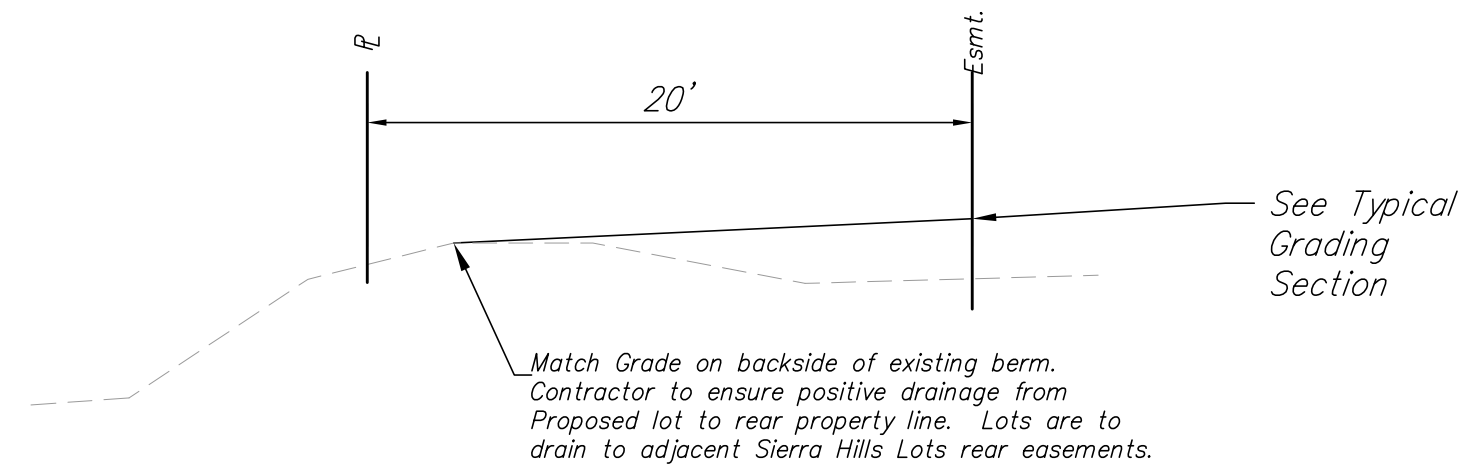 PL
Esmt.
20'
See Typical
Grading
Section
Match Grade on backside of existing berm.
Contractor to ensure positive drainage from
Proposed lot to rear property line.  Lots are to
drain to adjacent Sierra Hills Lots rear easements.